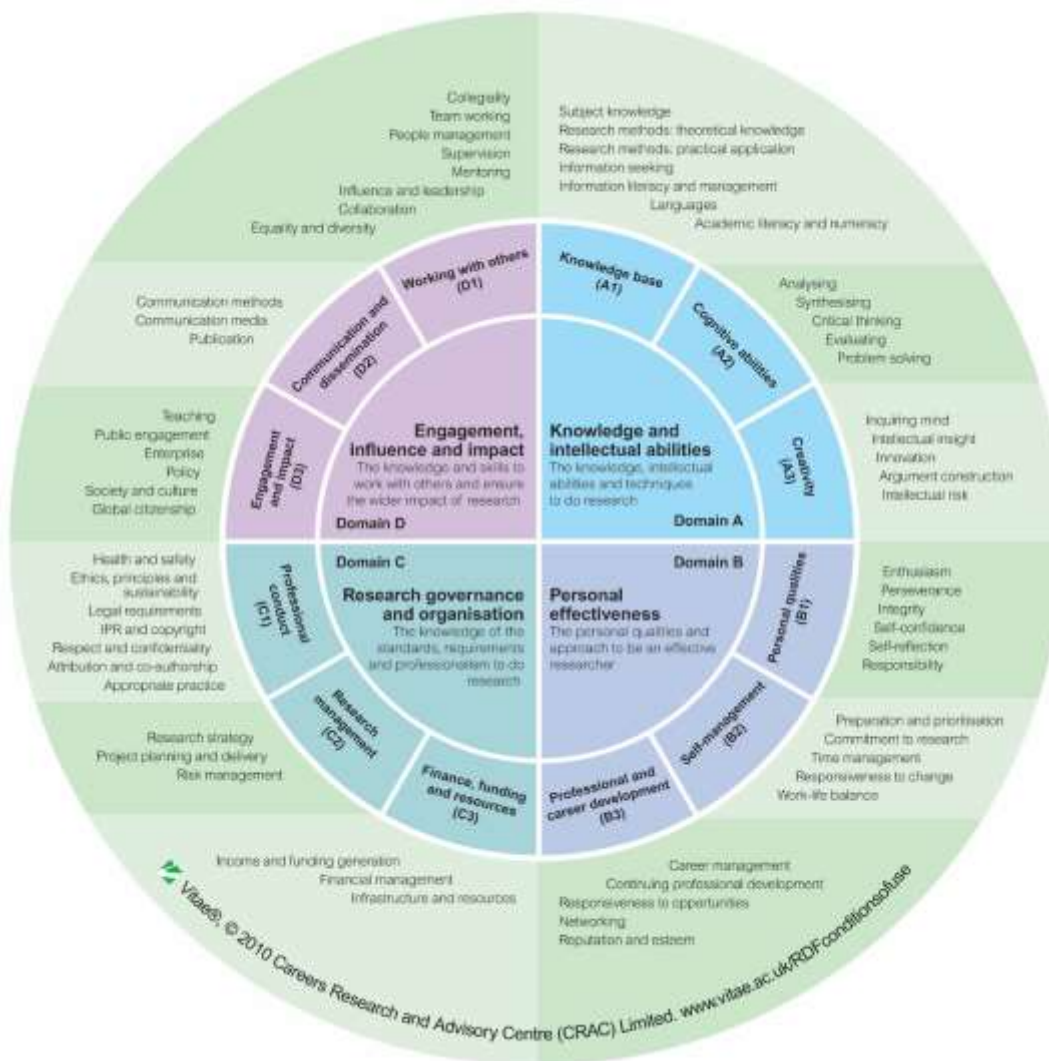 Collegiality
Team working
People management
Supervision
Mentoring
Influence and leadership
Collaboration
Equality and diversity
Subject knowledge
Research methods: theoretical knowledge
Research methods: practical application
Information seeking
Information literacy and management
Languages
Academic literacy and numeracy
Working with others
(D1)
Knowledge base
(A1)
Communication methods
Communication media
Publication
Communication and
dissemination
(D2)
Cognitive abilities
(A2)
Analysing
Synthesising
Critical thinking
Evaluating
Problem solving
Teaching
Public engagement
Enterprise
Policy
Society and culture
Global citizenship
Engagement
and impact
(D3)
Creativity
(A3)
Inquiring mind
Intellectual insight
Innovation
Argument construction
Intellectual risk
Engagement,
influence and impact
The knowledge and skills to
work with others and ensure
the wider impact of research
Domain D
Knowledge and
intellectual abilities
The knowledge, intellectual
abilities and techniques
to do research
Domain A
Domain C
Research governance
and organisation
The knowledge of the
standards, requirements
and professionalism to do
research
Domain B
Personal
effectiveness
The personal qualities and
approach to be an effective
researcher
Health and safety
Ethics, principles and
sustainability
Legal requirements
IPR and copyright
Respect and confidentiality
Attribution and co-authorship
Appropriate practice
Professional
conduct
(C1)
Personal qualities
(B1)
Enthusiasm
Perseverance
Integrity
Self-confidence
Self-reflection
Responsibility
Research strategy
Project planning and delivery
Risk management
Research
management
(C2)
Self-management
(B2)
Preparation and prioritisation
Commitment to research
Time management
Responsiveness to change
Work-life balance
Finance, funding
and resources
(C3)
Professional and
career development
(B3)
Income and funding generation
Financial management
Infrastructure and resources
Career management
Continuing professional development
Responsiveness to opportunities
Networking
Reputation and esteem
Vitae®, © 2010 Careers Research and Advisory Centre (CRAC) Limited. www.vitae.ac.uk/RDFconditionsofuse